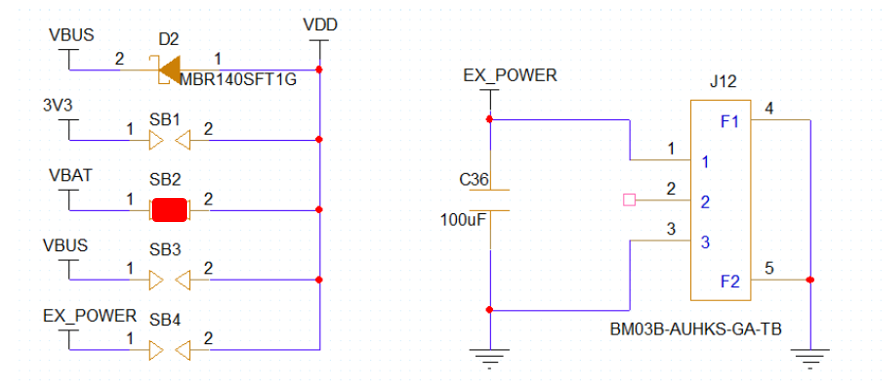 VBUS
D2
VDD
2
1
MBR140SFT1G
3V3
SB1
1
2
VBAT
SB2
1
2
VBUS
SB3
1
2
EX_POWER
SB4
1
2
EX_POWER
J12
C36
100uF
F1
4
1
1
2
2
3
3
F2
5
BM03B-AUHKS-GA-TB